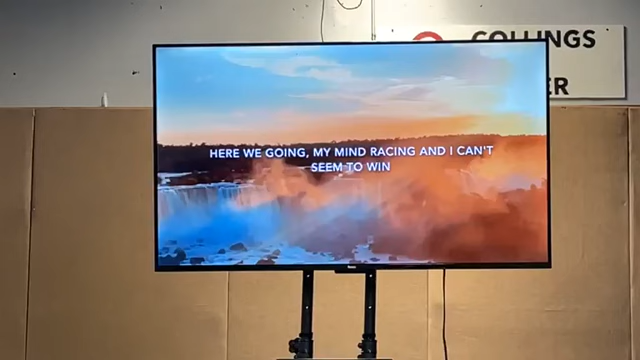 COLLINGS
ER
HERE WE GOING, MY MIND RACING AND I CAN'T
SEEM TO WIN